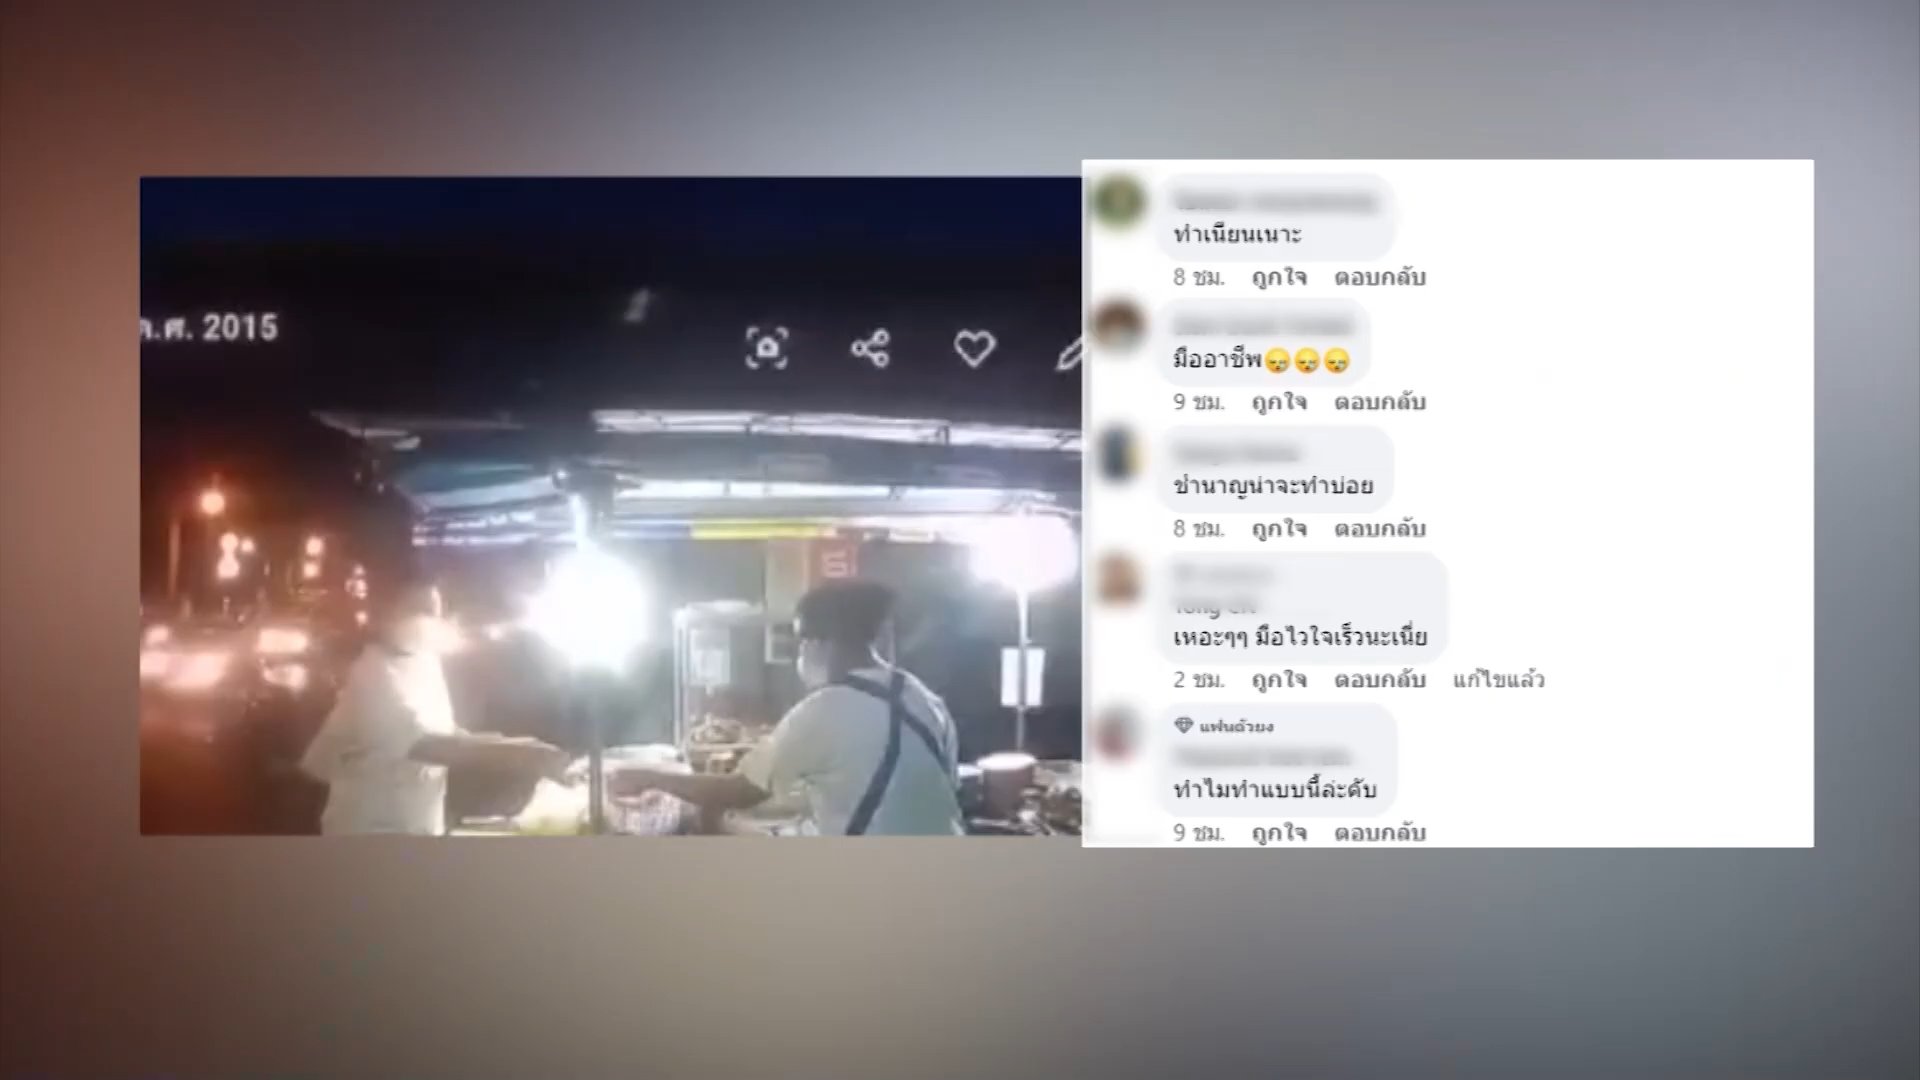 ค.ศ. 2015
ทำเนียนเนาะ
8 ชม. ถูกใจ ตอบกลับ
มืออาชีพ😪😪😪
9 ชม. ถูกใจ ตอบกลับ
ชำนาญน่าจะทำบ่อย
8 ชม. ถูกใจ ตอบกลับ
เหอะๆๆ มือไวใจเร็วนะเนี่ย
2 ชม. ถูกใจ ตอบกลับ แก้ไขแล้ว
แฟนตัวยง
ทำไมทำแบบนี้ล่ะคับ
9 ชม. ถูกใจ ตอบกลับ